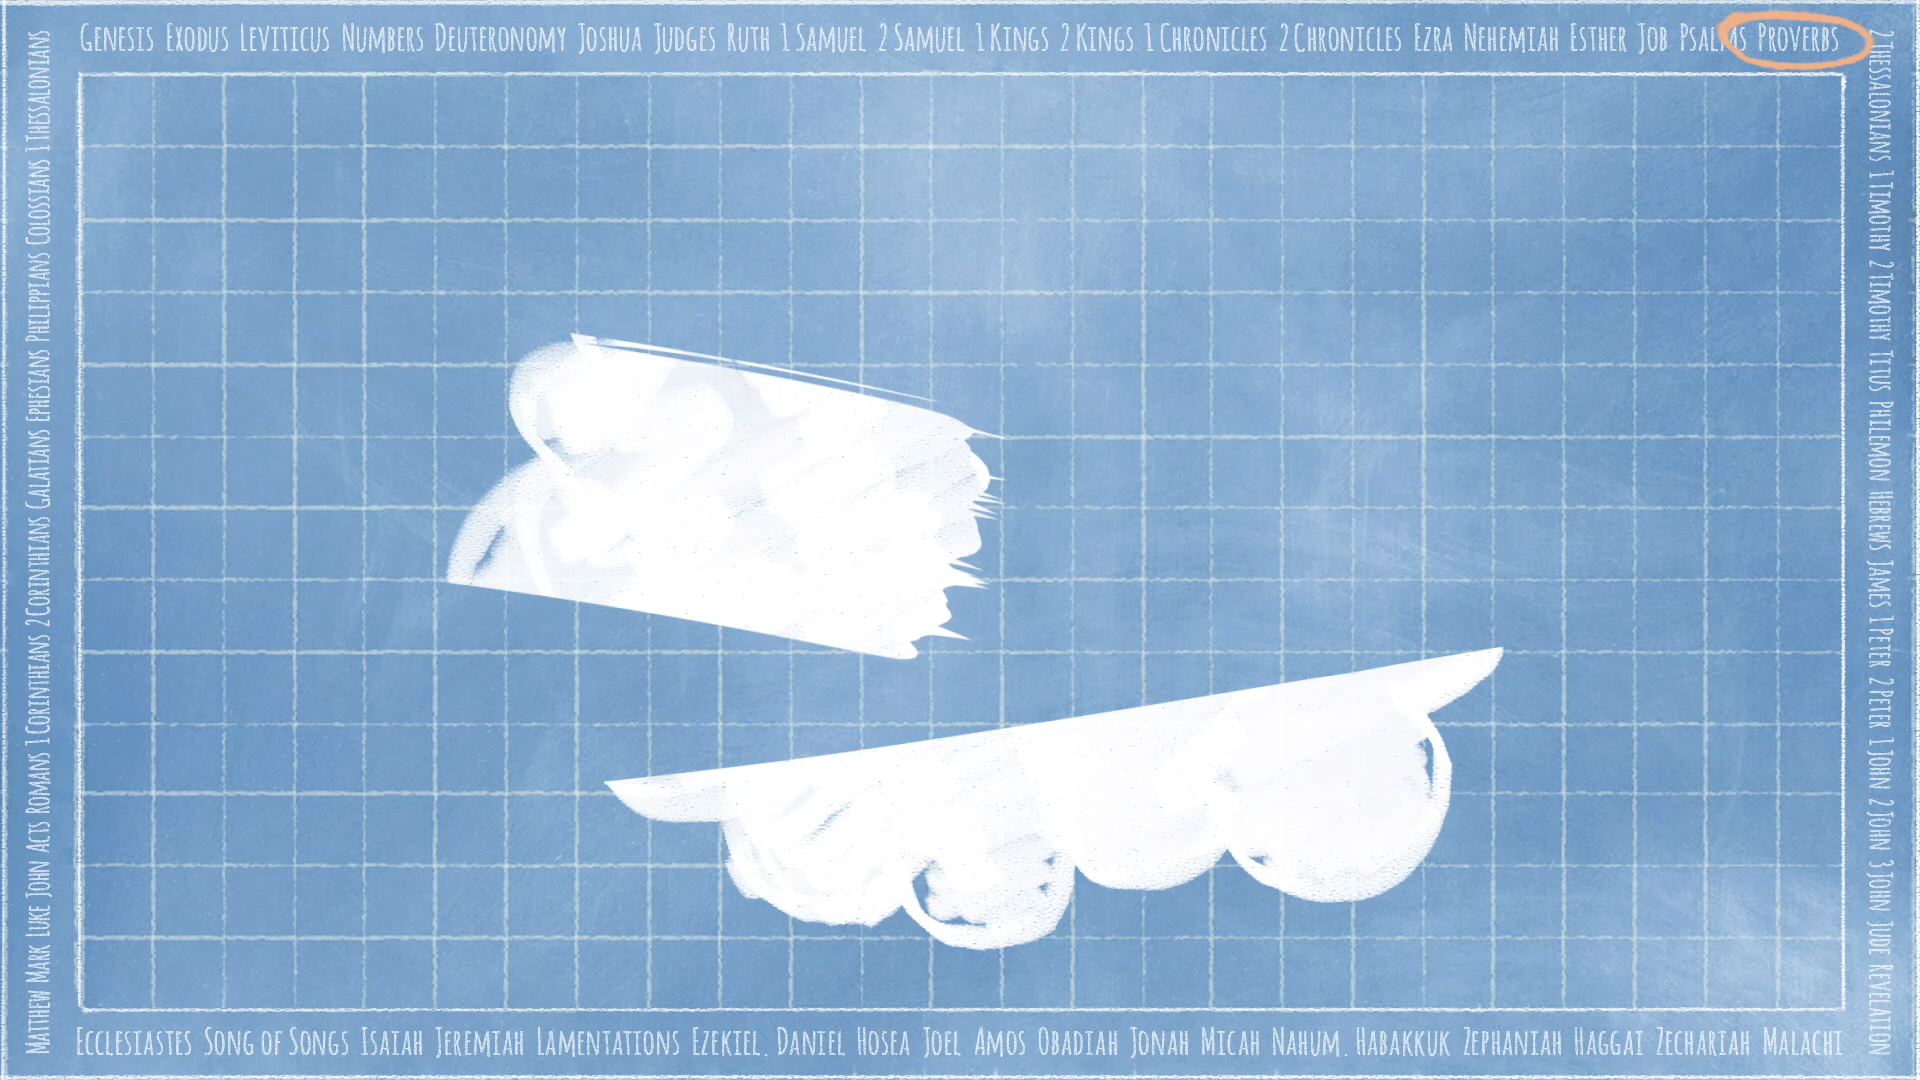 Genesis Exodus Leviticus Numbers Deuteronomy Joshua Judges Ruth 1 Samuel 2 Samuel 1 Kings 2 Kings 1 Chronicles 2 Chronicles Ezra Nehemiah Esther Job Psalms Proverbs
Matthew Mark Luke John Acts Romans 1 Corinthians 2 Corinthians Galatians Ephesians Philippians Colossians 1 Thessalonians
2 Thessalonians 1 Timothy 2 Timothy Titus Philemon Hebrews James 1 Peter 2 Peter 1 John 2 John 3 John Jude Revelation
Ecclesiastes Song of Songs Isaiah Jeremiah Lamentations Ezekiel. Daniel Hosea Joel Amos Obadiah Jonah Micah Nahum. Habakkuk Zephaniah Haggai Zechariah Malachi